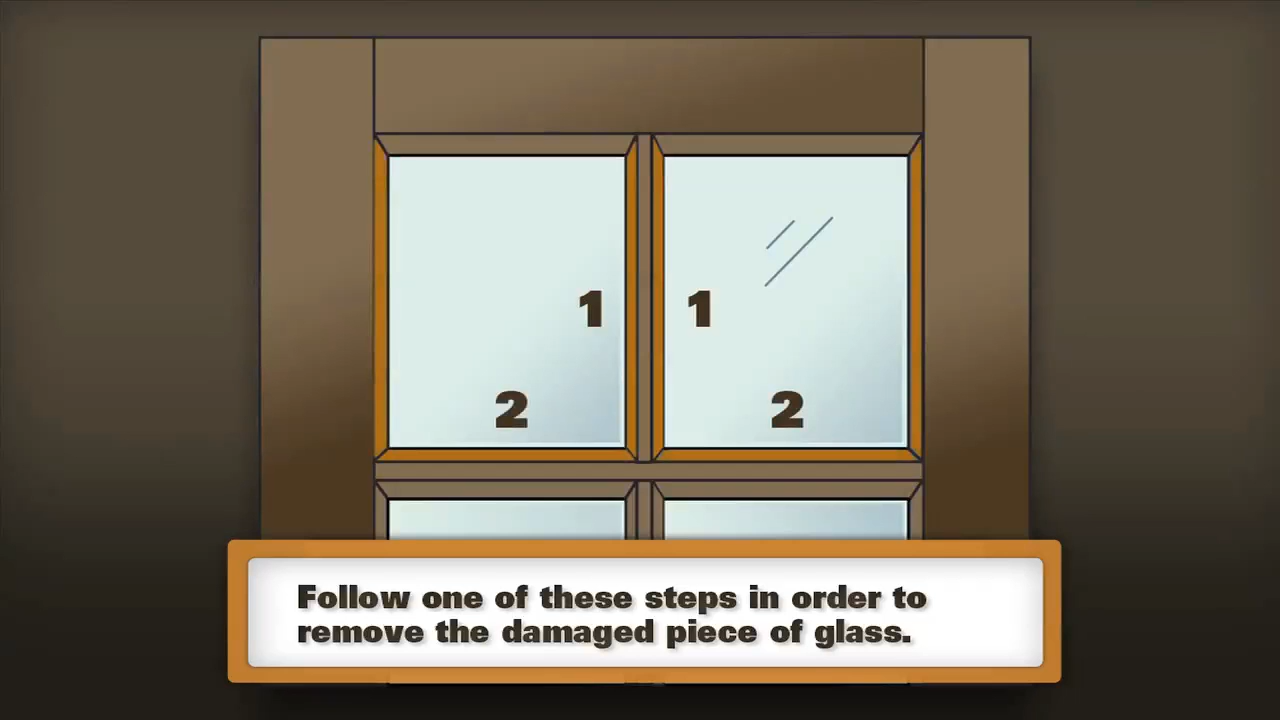 1 1
2 2
Follow one of these steps in order to
remove the damaged piece of glass.